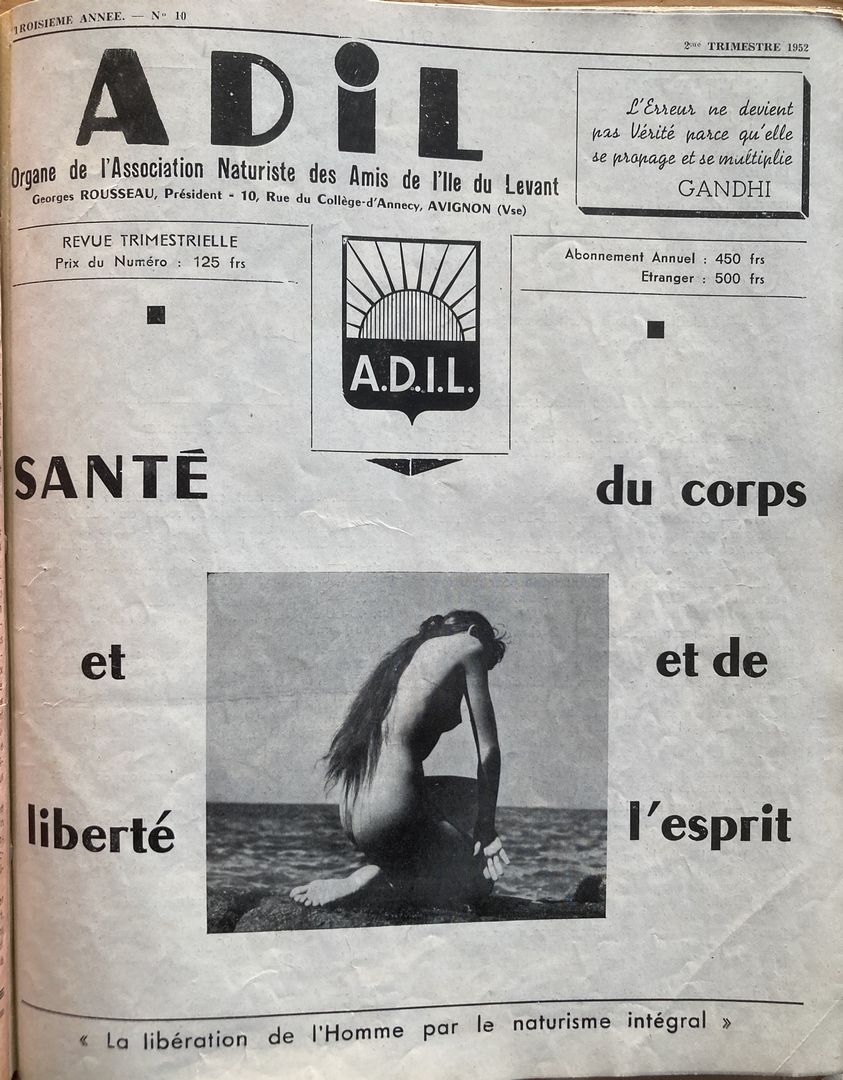 TROISIEME ANNEE. — N° 10
2me TRIMESTRE 1952
ADiL
Organe de l'Association Naturiste des Amis de l'Ile du Levant
Georges ROUSSEAU, Président - 10, Rue du Collège-d'Annecy, AVIGNON (Vse)
L'Erreur ne devient
pas Vérité parce qu'elle
se propage et se multiplie
GANDHI
REVUE TRIMESTRIELLE
Prix du Numéro : 125 frs
Abonnement Annuel : 450 frs
Etranger : 500 frs
A.D.I.L.
SANTÉ du corps
et et de
liberté l'esprit
« La libération de l'Homme par le naturisme intégral »